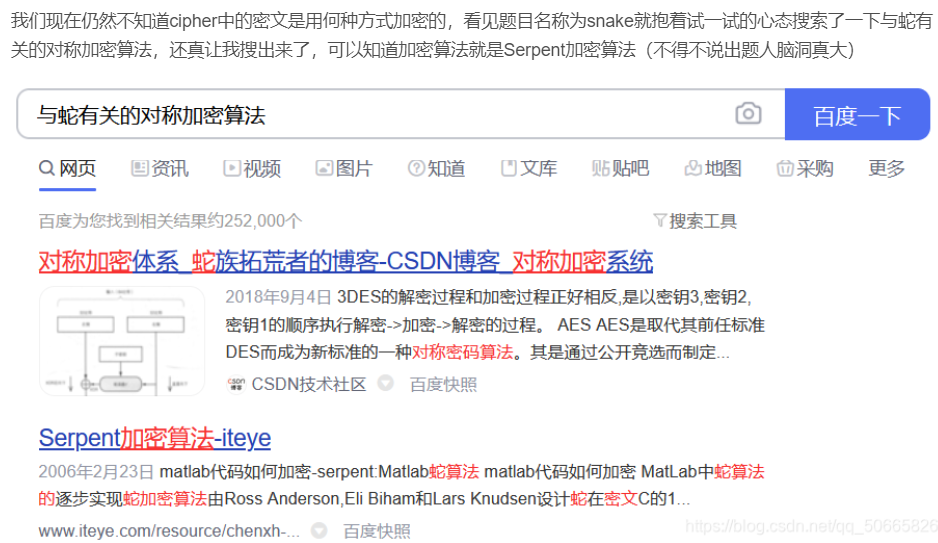 我们现在仍然不知道cipher中的密文是用何种方式加密的，看见题目名称为snake就抱着试一试的心态搜索了一下与蛇有
关的对称加密算法，还真让我搜出来了，可以知道加密算法就是Serpent加密算法（不得不说出题人脑洞真大）
与蛇有关的对称加密算法
百度一下
网页 资讯 视频 图片 知道 文库 贴吧 地图 采购 更多
百度为您找到相关结果约252,000个 搜索工具
对称加密体系_蛇族拓荒者的博客-CSDN博客_对称加密系统
2018年9月4日 3DES的解密过程和加密过程正好相反,是以密钥3,密钥2,
密钥1的顺序执行解密->加密->解密的过程。 AES AES是取代其前任标准
DES而成为新标准的一种对称密码算法。其是通过公开竞选而制定...
CSDN技术社区 百度快照
Serpent加密算法-iteye
2006年2月23日 matlab代码如何加密-serpent:Matlab蛇算法 matlab代码如何加密 MatLab中蛇算法
的逐步实现蛇加密算法由Ross Anderson,Eli Biham和Lars Knudsen设计蛇在密文C的1...
www.iteye.com/resource/chenxh-... 百度快照
https://blog.csdn.net/qq_50665826